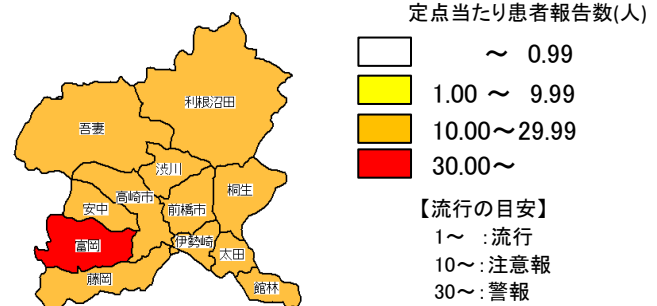 定点当たり患者報告数(人)
～ 0.99
1.00 ～ 9.99
10.00～29.99
30.00～
【流行の目安】
1～ :流行
10～:注意報
30～:警報
利根沼田
吾妻
渋川
桐生
高崎市
安中
前橋市
伊勢崎
富岡
太田
藤岡
館林